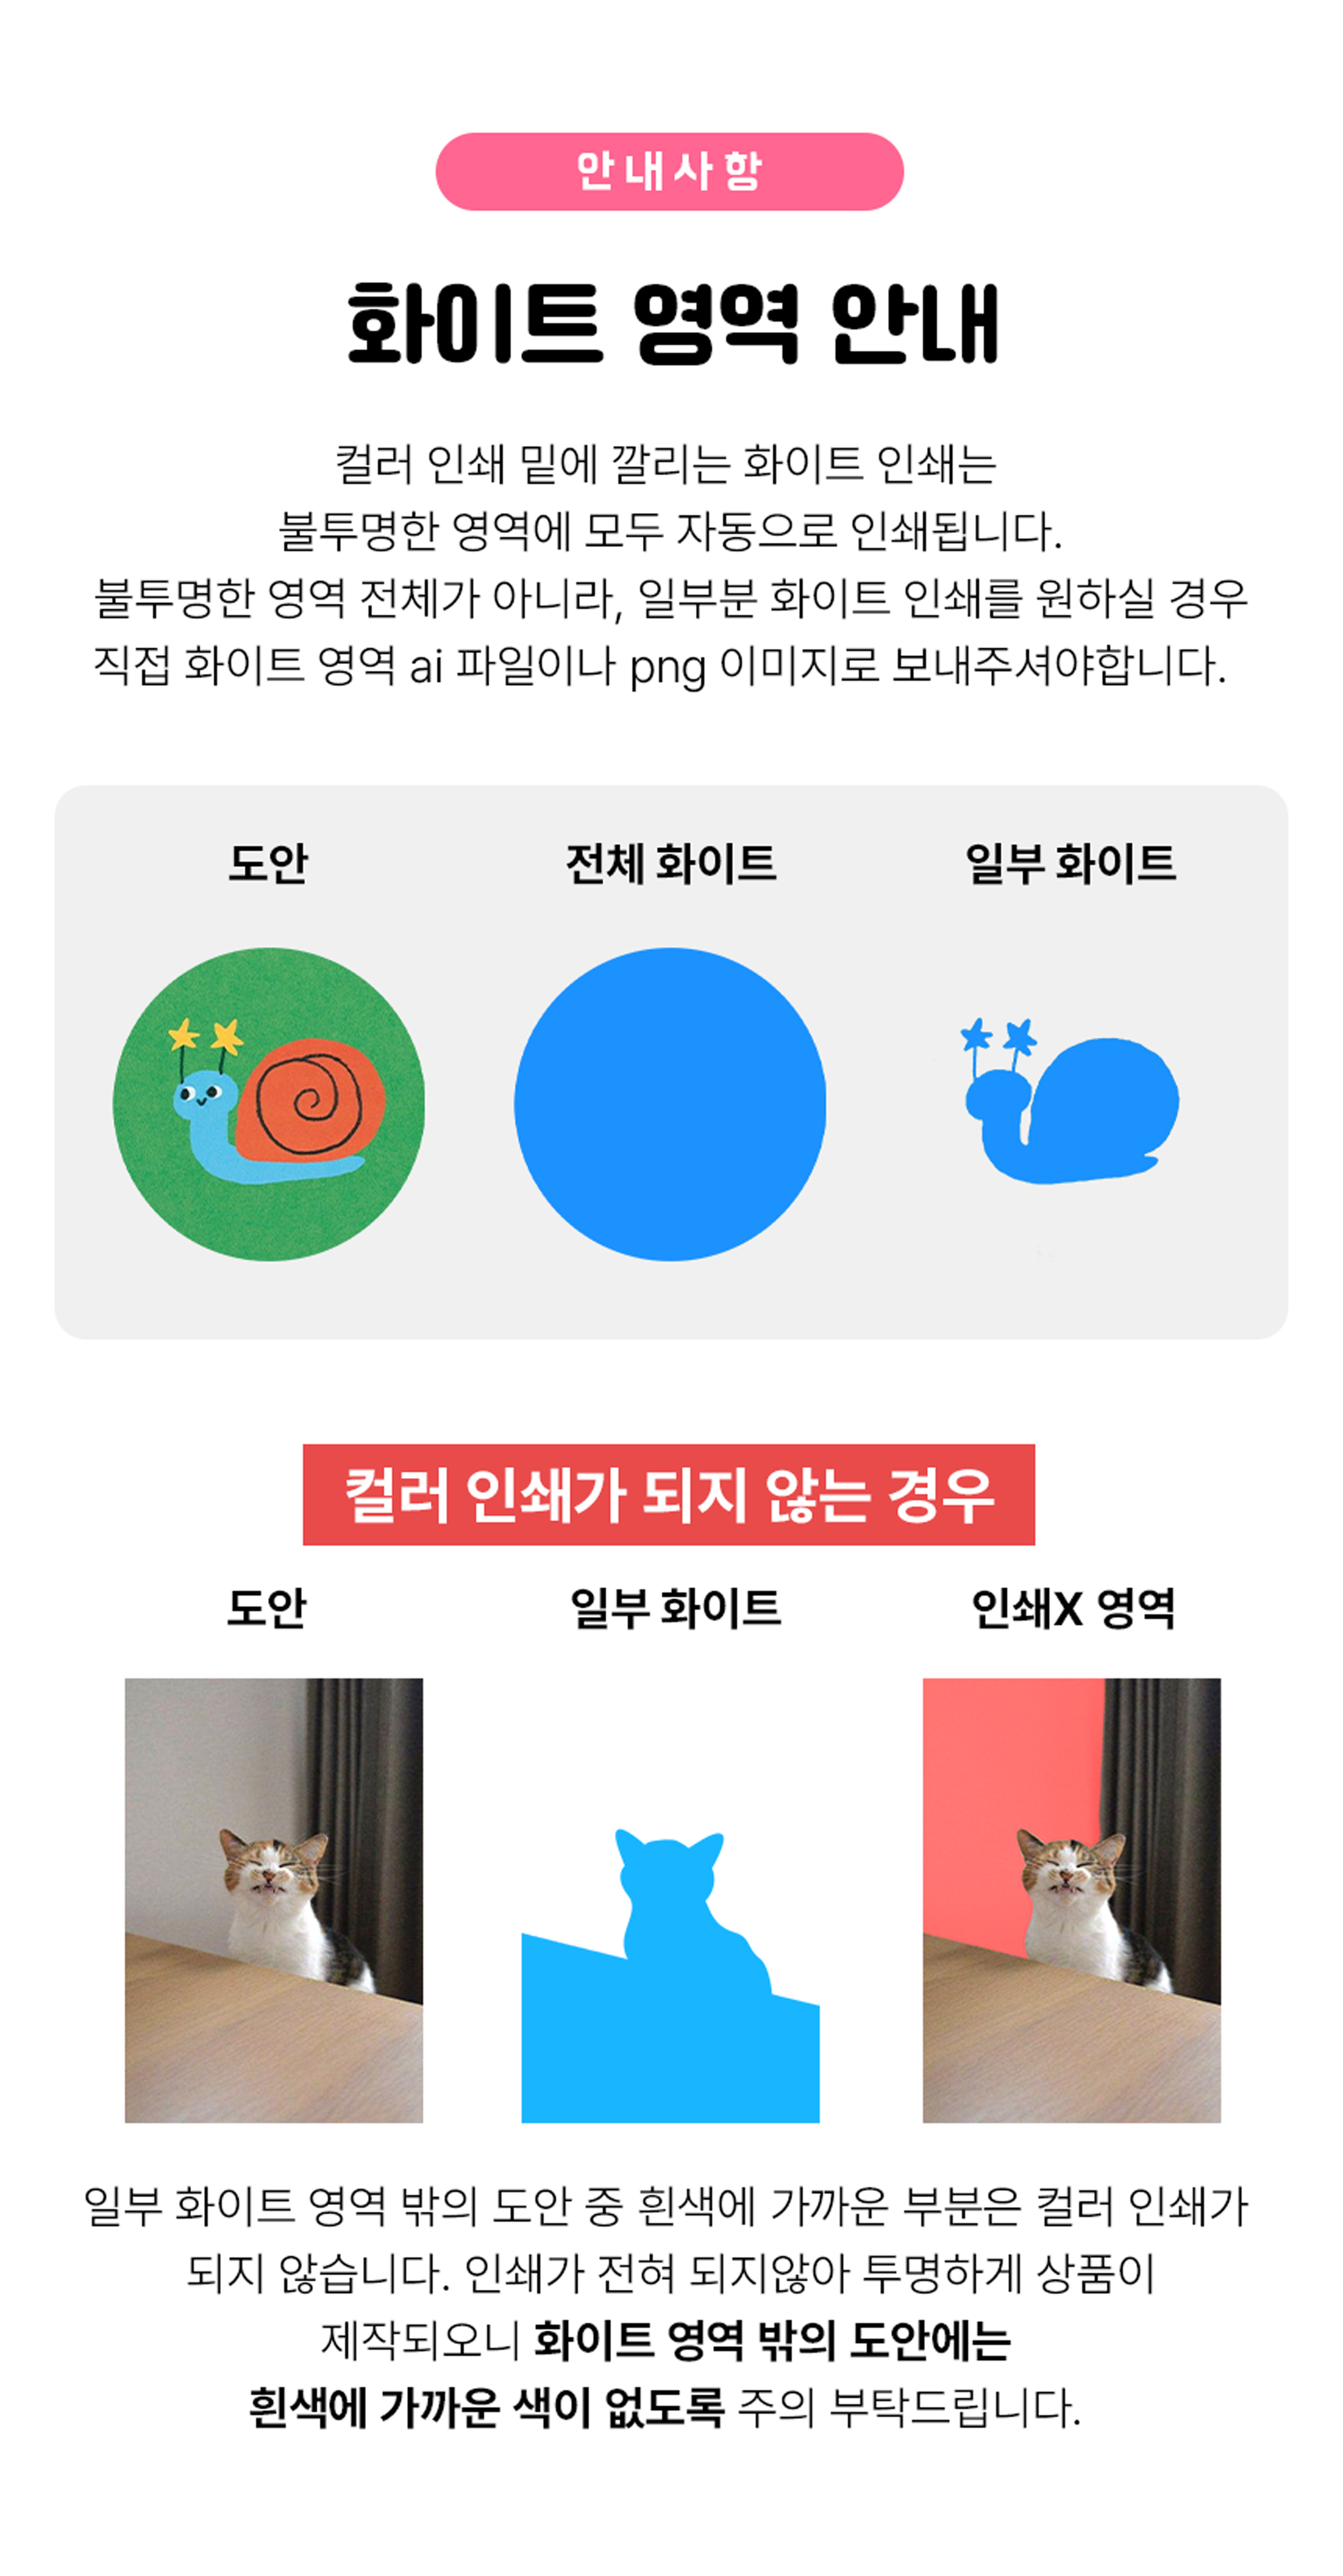 안내사항
화이트 영역 안내
컬러 인쇄 밑에 깔리는 화이트 인쇄는
불투명한 영역에 모두 자동으로 인쇄됩니다.
불투명한 영역 전체가 아니라, 일부분 화이트 인쇄를 원하실 경우
직접 화이트 영역 ai 파일이나 png 이미지로 보내주셔야합니다.
도안 전체 화이트 일부 화이트
컬러 인쇄가 되지 않는 경우
도안 일부 화이트 인쇄X 영역
일부 화이트 영역 밖의 도안 중 흰색에 가까운 부분은 컬러 인쇄가
되지 않습니다. 인쇄가 전혀 되지않아 투명하게 상품이
제작되오니 화이트 영역 밖의 도안에는
흰색에 가까운 색이 없도록 주의 부탁드립니다.